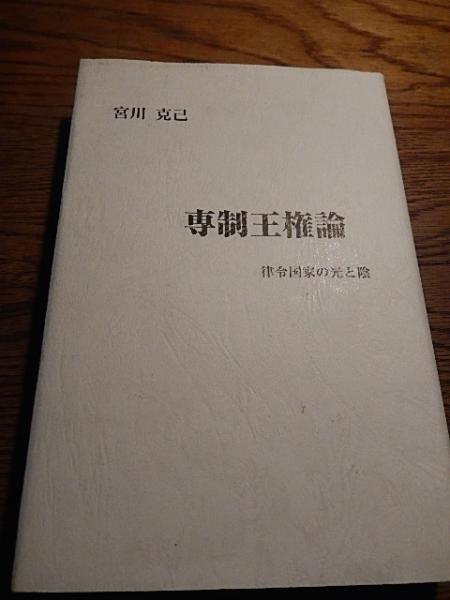 宮川 克己
専制王権論
律令国家の光と陰